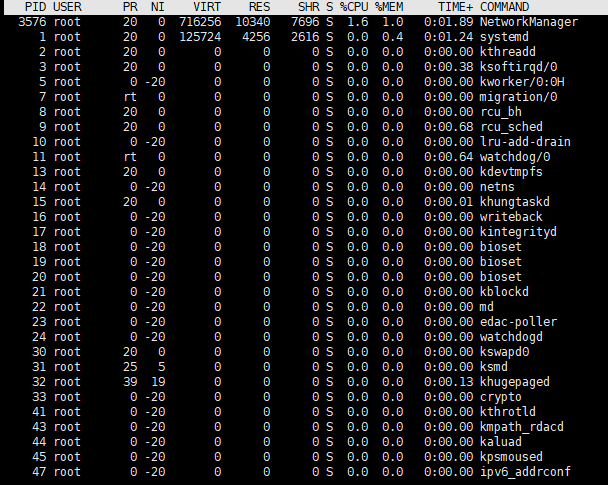 PID USER PR NI VIRT RES SHR S %CPU %MEM TIME+ COMMAND
3576 root 20 0 716256 10340 7696 S 1.6 1.0 0:01.89 NetworkManager
1 root 20 0 125724 4256 2616 S 0.0 0.4 0:01.24 systemd
2 root 20 0 0 0 0 S 0.0 0.0 0:00.00 kthreadd
3 root 20 0 0 0 0 S 0.0 0.0 0:00.38 ksoftirqd/0
5 root 0 -20 0 0 0 S 0.0 0.0 0:00.00 kworker/0:0H
7 root rt 0 0 0 0 S 0.0 0.0 0:00.00 migration/0
8 root 20 0 0 0 0 S 0.0 0.0 0:00.00 rcu_bh
9 root 20 0 0 0 0 S 0.0 0.0 0:00.68 rcu_sched
10 root 0 -20 0 0 0 S 0.0 0.0 0:00.00 lru-add-drain
11 root rt 0 0 0 0 S 0.0 0.0 0:00.64 watchdog/0
13 root 20 0 0 0 0 S 0.0 0.0 0:00.00 kdevtmpfs
14 root 0 -20 0 0 0 S 0.0 0.0 0:00.00 netns
15 root 20 0 0 0 0 S 0.0 0.0 0:00.01 khungtaskd
16 root 0 -20 0 0 0 S 0.0 0.0 0:00.00 writeback
17 root 0 -20 0 0 0 S 0.0 0.0 0:00.00 kintegrityd
18 root 0 -20 0 0 0 S 0.0 0.0 0:00.00 bioset
19 root 0 -20 0 0 0 S 0.0 0.0 0:00.00 bioset
20 root 0 -20 0 0 0 S 0.0 0.0 0:00.00 bioset
21 root 0 -20 0 0 0 S 0.0 0.0 0:00.00 kblockd
22 root 0 -20 0 0 0 S 0.0 0.0 0:00.00 md
23 root 0 -20 0 0 0 S 0.0 0.0 0:00.00 edac-poller
24 root 0 -20 0 0 0 S 0.0 0.0 0:00.00 watchdogd
30 root 20 0 0 0 0 S 0.0 0.0 0:00.00 kswapd0
31 root 25 5 0 0 0 S 0.0 0.0 0:00.00 ksmd
32 root 39 19 0 0 0 S 0.0 0.0 0:00.13 khugepaged
33 root 0 -20 0 0 0 S 0.0 0.0 0:00.00 crypto
41 root 0 -20 0 0 0 S 0.0 0.0 0:00.00 kthrotld
43 root 0 -20 0 0 0 S 0.0 0.0 0:00.00 kmpath_rdacd
44 root 0 -20 0 0 0 S 0.0 0.0 0:00.00 kaluad
45 root 0 -20 0 0 0 S 0.0 0.0 0:00.00 kpsmoused
47 root 0 -20 0 0 0 S 0.0 0.0 0:00.00 ipv6_addrconf